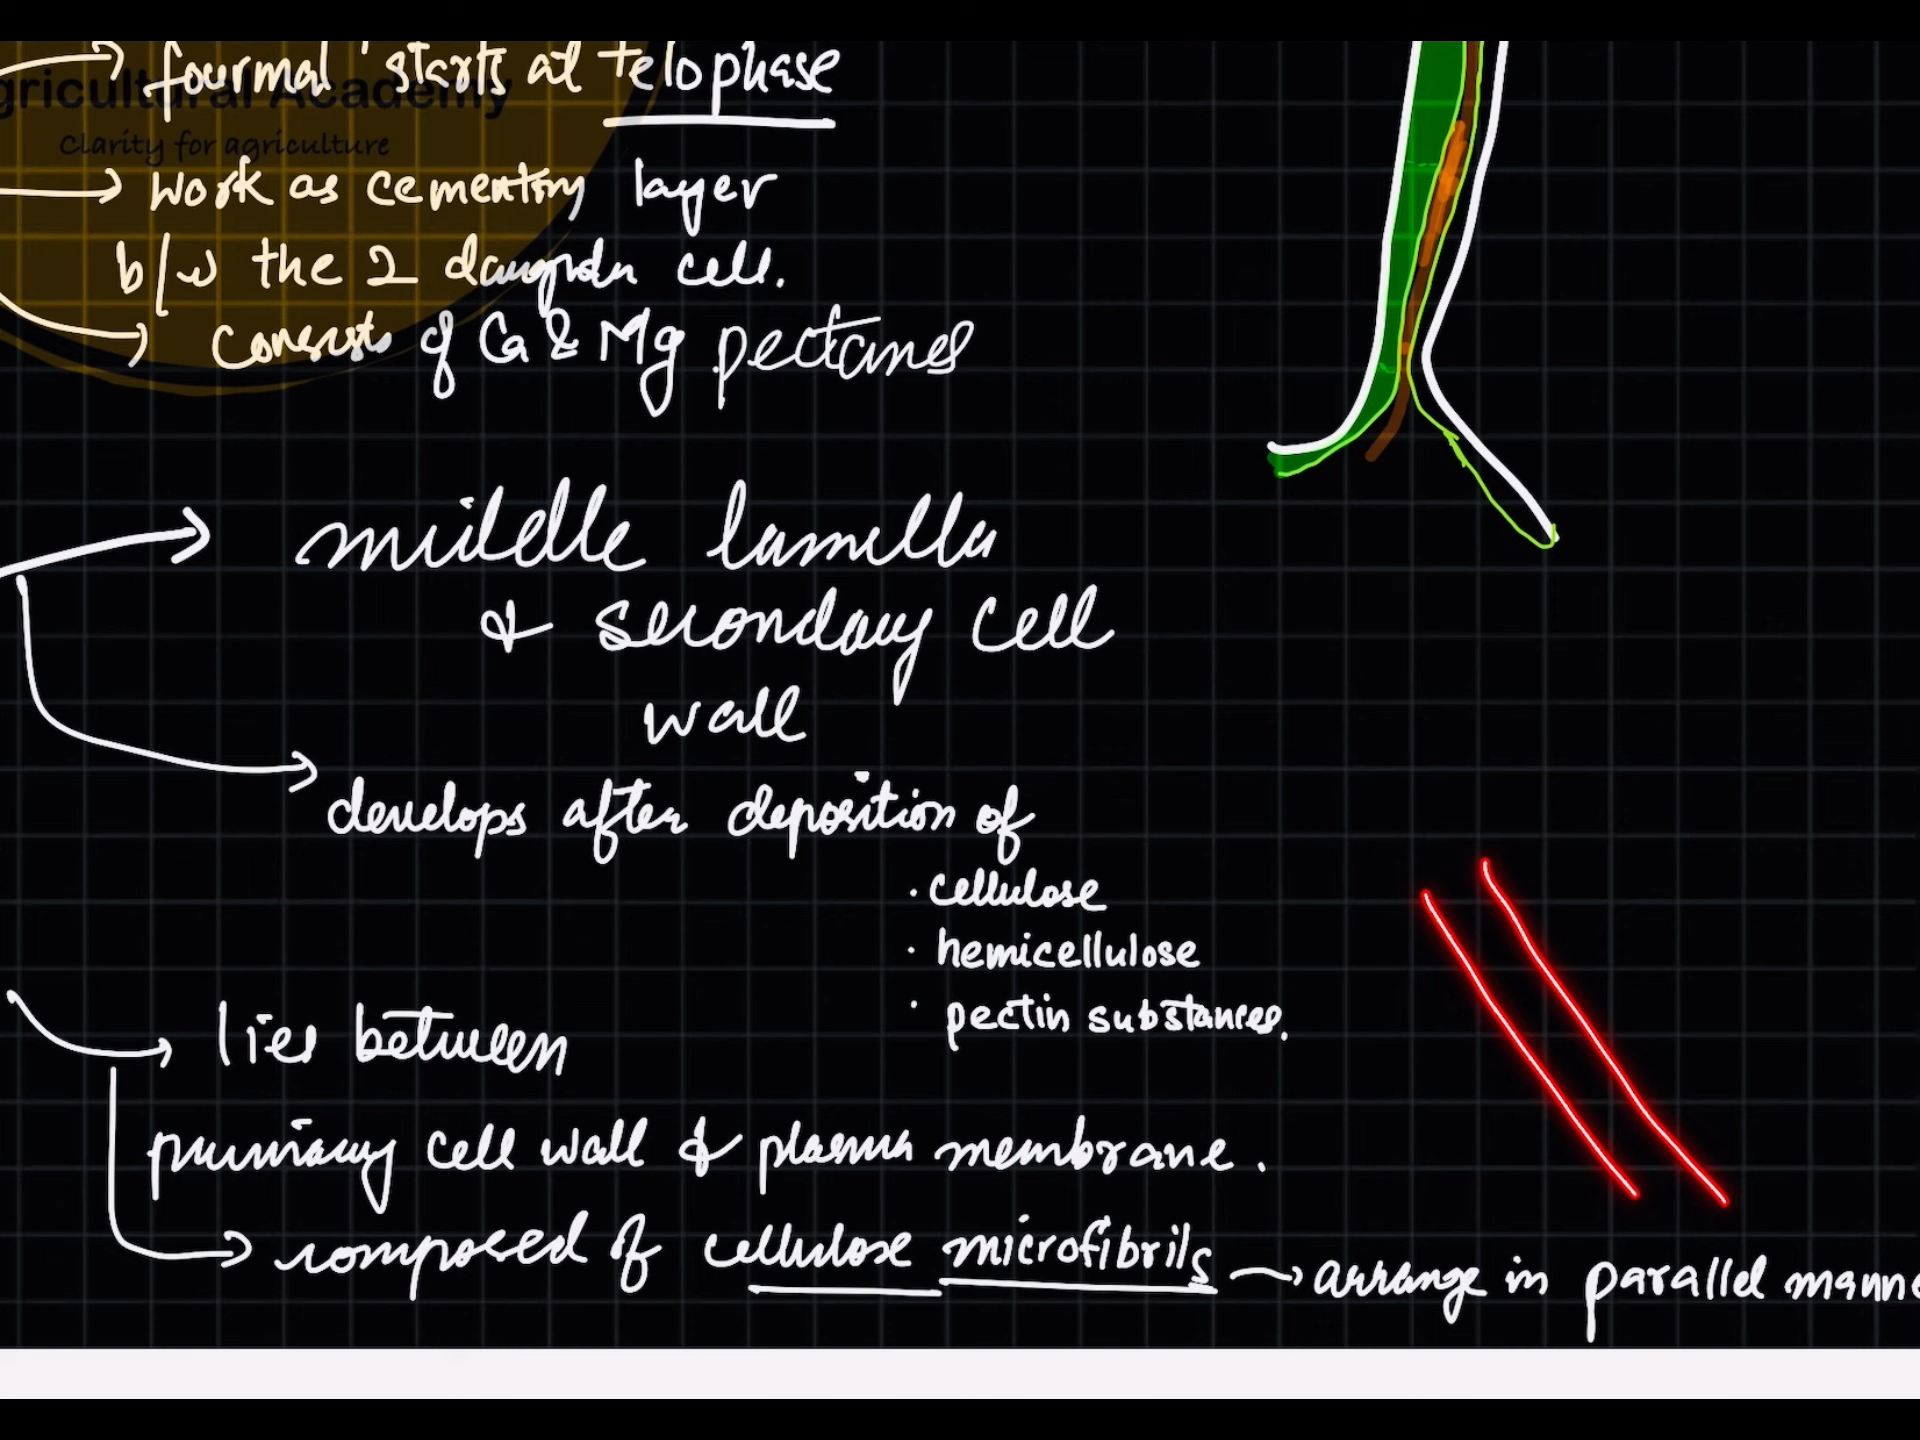 fourmal starts at telophase
gricultural Academy
Clarity for agriculture
work as cementing layer
b/w the 2 daughter cell.
consists of Ca & Mg pectanes
middle lamella
& secondary cell
wall
develops after deposition of
· cellulose
· hemicellulose
· pectin substances.
lies between
primary cell wall & plasma membrane.
composed of cellulose microfibrils → arrange in parallel manne